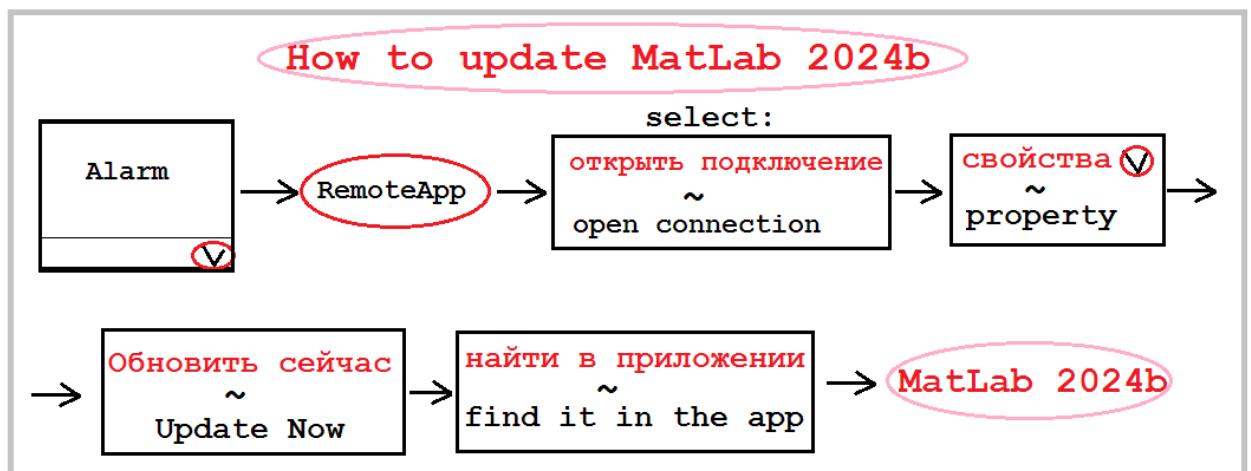 How to update MatLab 2024b
select:
Alarm
RemoteApp
открыть подключение
~
open connection
свойства
~
property
Обновить сейчас
~
Update Now
найти в приложении
~
find it in the app
MatLab 2024b